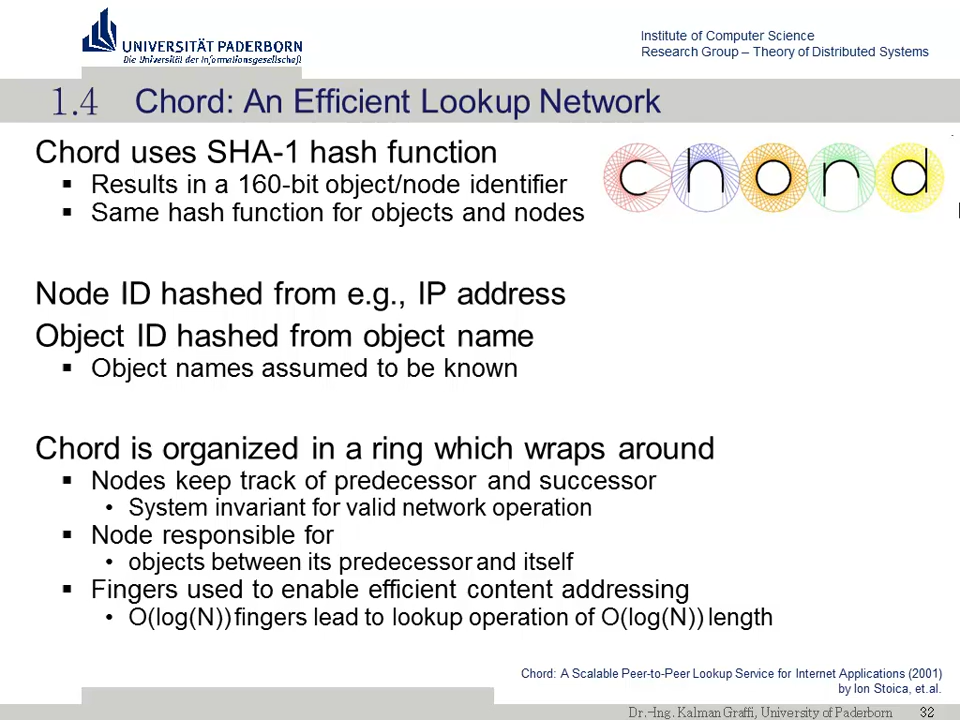 UNIVERSITÄT PADERBORN
Die Universität der Informationsgesellschaft
Institute of Computer Science
Research Group – Theory of Distributed Systems
1.4 Chord: An Efficient Lookup Network
Chord uses SHA-1 hash function
▪ Results in a 160-bit object/node identifier
▪ Same hash function for objects and nodes
chord
Node ID hashed from e.g., IP address
Object ID hashed from object name
▪ Object names assumed to be known
Chord is organized in a ring which wraps around
▪ Nodes keep track of predecessor and successor
• System invariant for valid network operation
▪ Node responsible for
• objects between its predecessor and itself
▪ Fingers used to enable efficient content addressing
• O(log(N)) fingers lead to lookup operation of O(log(N)) length
Chord: A Scalable Peer-to-Peer Lookup Service for Internet Applications (2001)
by Ion Stoica, et.al.
Dr.-Ing. Kalman Graffi, University of Paderborn 32